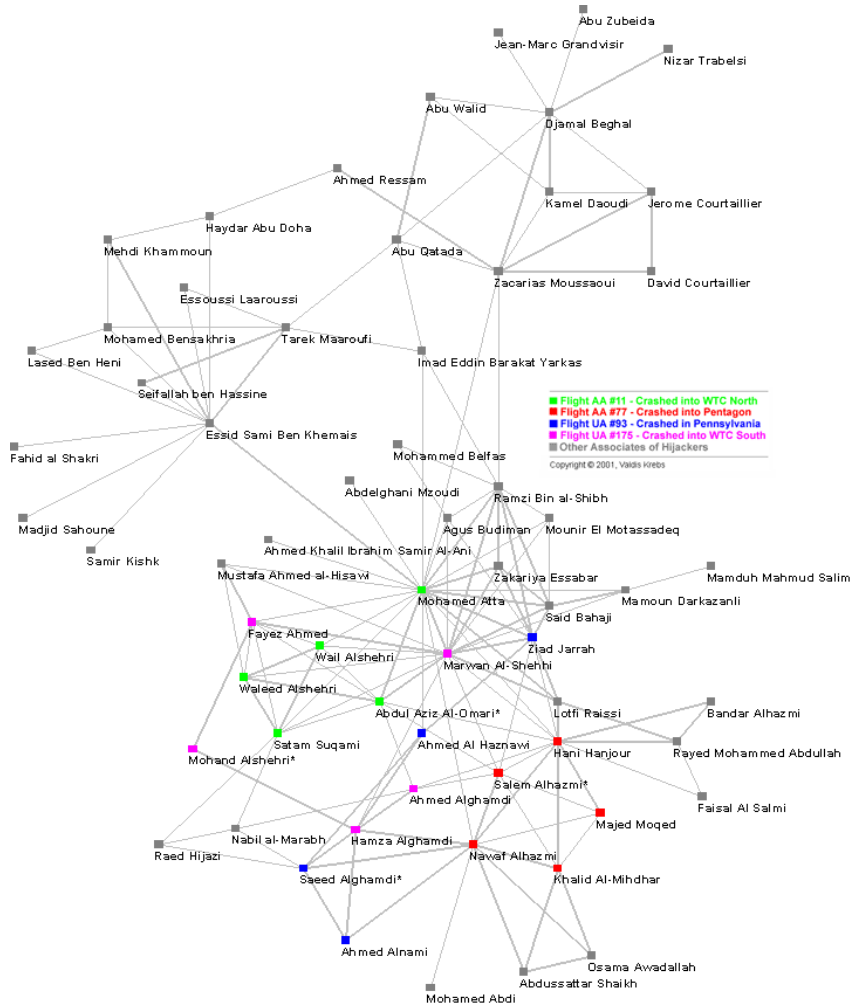 Abu Zubeida
Jean-Marc Grandvisir
Nizar Trabelsi
Abu Walid
Djamal Beghal
Ahmed Ressam
Kamel Daoudi
Jerome Courtaillier
Haydar Abu Doha
Mehdi Khammoun
Abu Qatada
Zacarias Moussaoui
David Courtaillier
Essoussi Laaroussi
Mohamed Bensakhria
Tarek Maaroufi
Lased Ben Heni
Imad Eddin Barakat Yarkas
Seifallah ben Hassine
Flight AA #11 - Crashed into WTC North
Flight AA #77 - Crashed into Pentagon
Flight UA #93 - Crashed in Pennsylvania
Flight UA #175 - Crashed into WTC South
Other Associates of Hijackers
Copyright © 2001, Valdis Krebs
Essid Sami Ben Khemais
Fahid al Shakri
Mohammed Belfas
Abdelghani Mzoudi
Ramzi Bin al-Shibh
Madjid Sahoune
Agus Budiman
Mounir El Motassadeq
Samir Kishk
Ahmed Khalil Ibrahim Samir Al-Ani
Mustafa Ahmed al-Hisawi
Zakariya Essabar
Mamduh Mahmud Salim
Mohamed Atta
Mamoun Darkazanli
Said Bahaji
Fayez Ahmed
Ziad Jarrah
Wail Alshehri
Marwan Al-Shehhi
Waleed Alshehri
Abdul Aziz Al-Omari*
Lotfi Raissi
Bandar Alhazmi
Satam Suqami
Ahmed Al Haznawi
Hani Hanjour
Rayed Mohammed Abdullah
Mohand Alshehri*
Salem Alhazmi*
Ahmed Alghamdi
Faisal Al Salmi
Majed Moqed
Nabil al-Marabh
Hamza Alghamdi
Raed Hijazi
Nawaf Alhazmi
Saeed Alghamdi*
Khalid Al-Mihdhar
Ahmed Alnami
Osama Awadallah
Abdussattar Shaikh
Mohamed Abdi